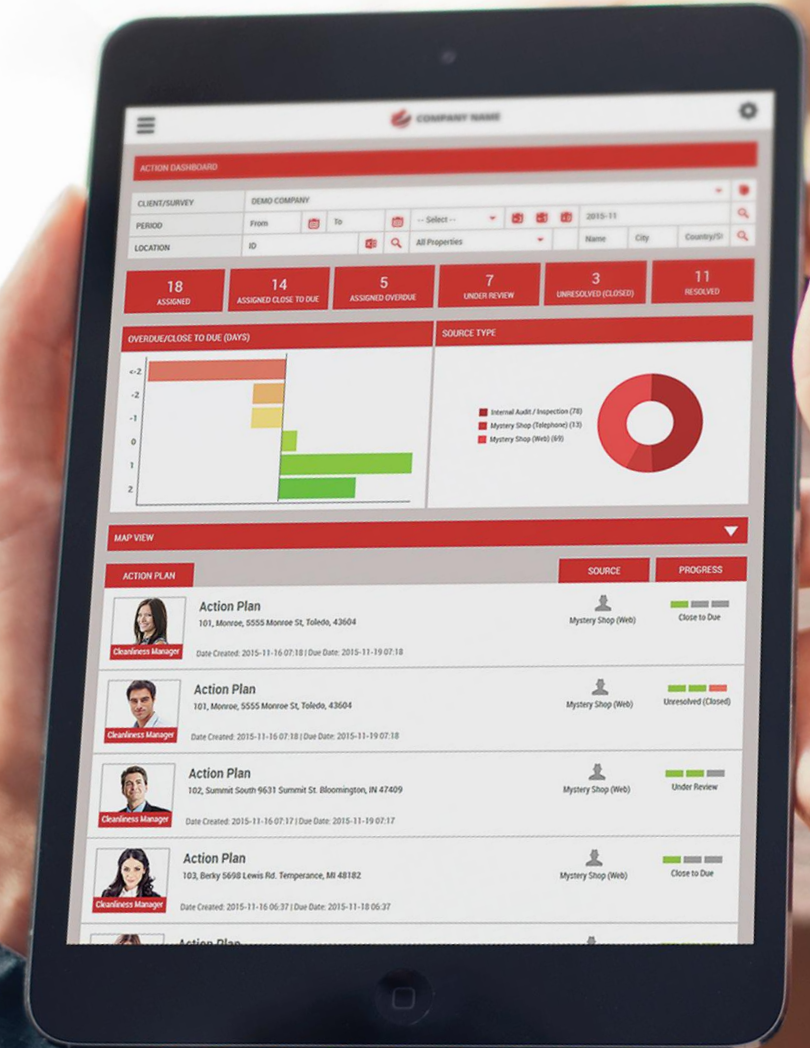 COMPANY NAME
ACTION DASHBOARD
CLIENT/SURVEY DEMO COMPANY
PERIOD From To -- Select -- 2015-11
LOCATION ID All Properties Name City
18 14 5 7 3 11
ASSIGNED ASSIGNED CLOSE TO DUE ASSIGNED OVERDUE UNDER REVIEW UNRESOLVED (CLOSED) RESOLVED
OVERDUE/CLOSE TO DUE (DAYS) SOURCE TYPE
<-2
-2
-1
0
1
2
Internal Audit / Inspection (78)
Mystery Shop (Telephone) (13)
Mystery Shop (Web) (69)
MAP VIEW
ACTION PLAN SOURCE PROGRESS
Action Plan
101, Monroe, 5555 Monroe St, Toledo, 43604
Mystery Shop (Web) Close to Due
Cleanliness Manager Date Created: 2015-11-16 07:18 | Due Date: 2015-11-19 07:18
Action Plan
101, Monroe, 5555 Monroe St, Toledo, 43604
Mystery Shop (Web) Unresolved (Closed)
Cleanliness Manager Date Created: 2015-11-16 07:18 | Due Date: 2015-11-19 07:18
Action Plan
102, Summit South 9631 Summit St. Bloomington, IN 47409
Mystery Shop (Web) Under Review
Cleanliness Manager Date Created: 2015-11-16 07:17 | Due Date: 2015-11-19 07:17
Action Plan
103, Berky 5698 Lewis Rd. Temperance, MI 48182
Mystery Shop (Web) Close to Due
Cleanliness Manager Date Created: 2015-11-16 06:37 | Due Date: 2015-11-18 06:37
Action Plan